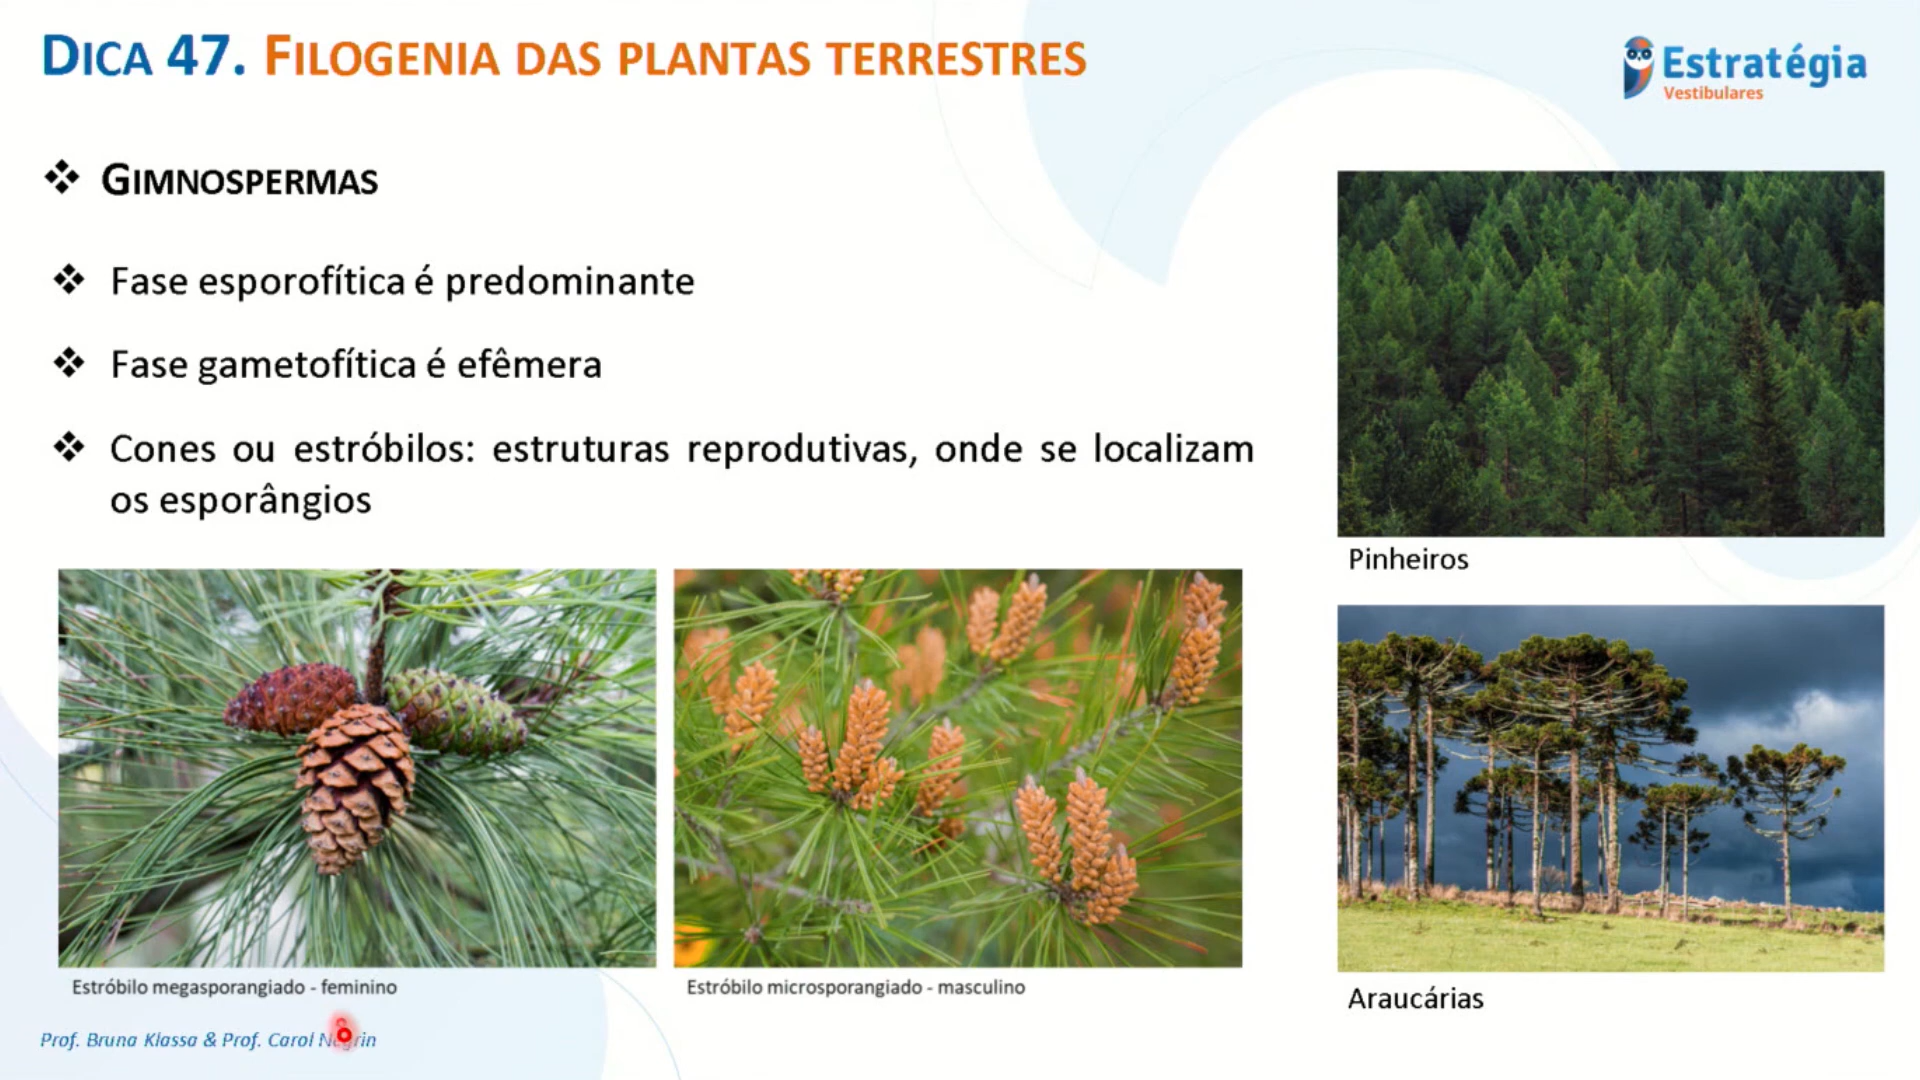 DICA 47. FILOGENIA DAS PLANTAS TERRESTRES
Estratégia
Vestibulares
GIMNOSPERMAS
Fase esporofítica é predominante
Fase gametofítica é efêmera
Cones ou estróbilos: estruturas reprodutivas, onde se localizam
os esporângios
Pinheiros
Estróbilo megasporangiado - feminino
Estróbilo microsporangiado - masculino
Araucárias
Prof. Bruna Klassa & Prof. Carol Negrin